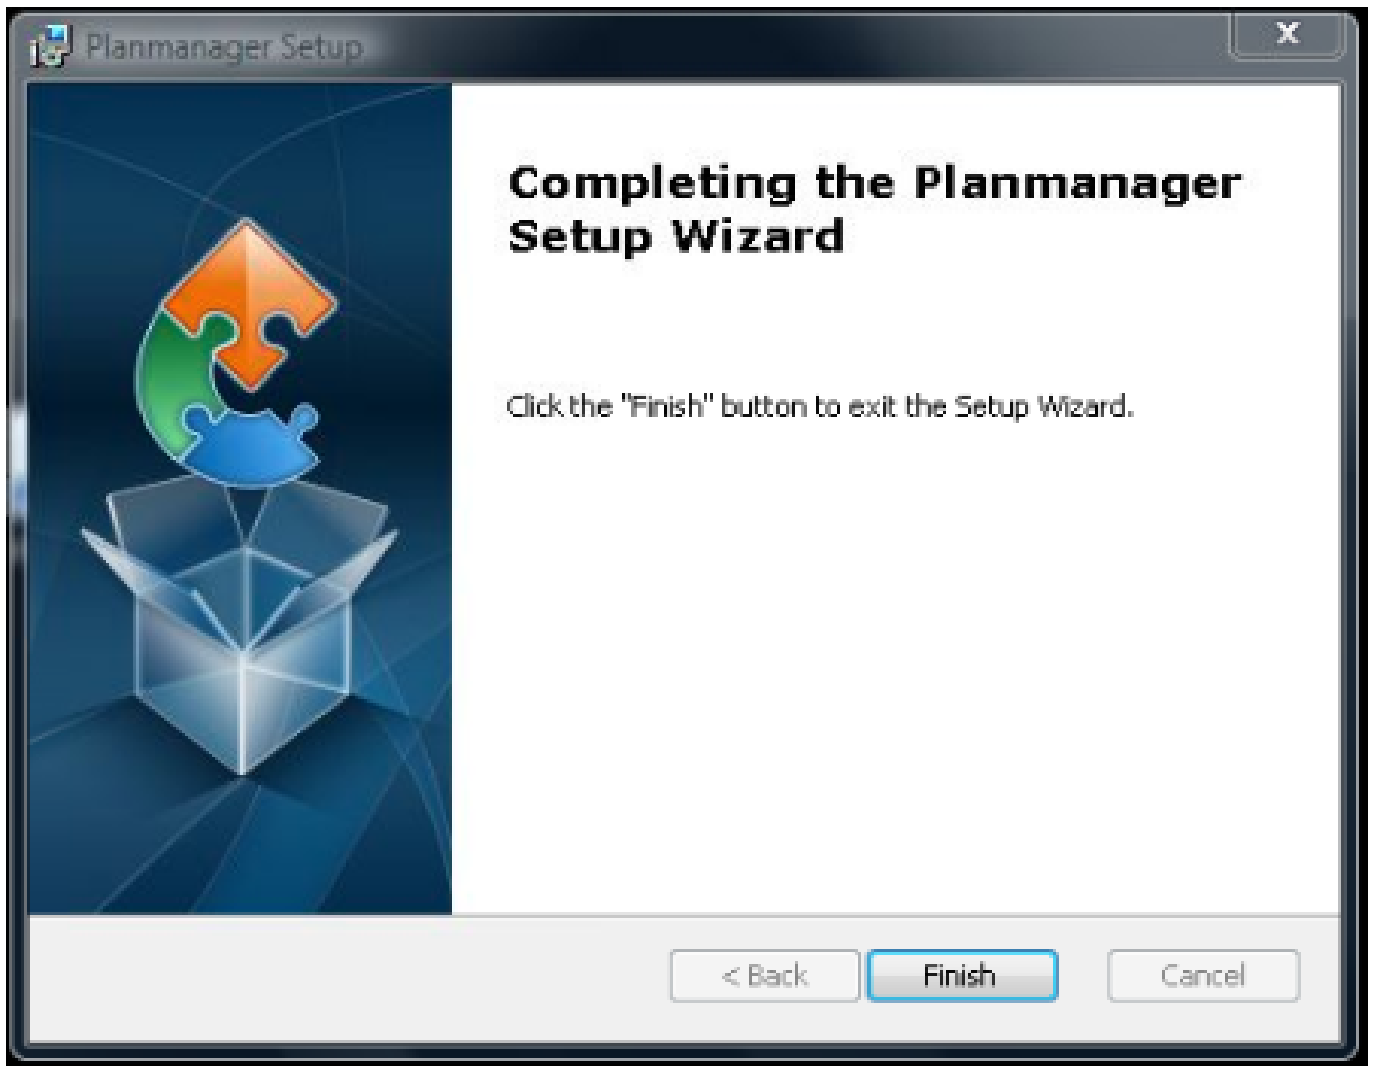 Planmanager Setup
x
Completing the Planmanager
Setup Wizard
Click the "Finish" button to exit the Setup Wizard.
< Back
Finish
Cancel